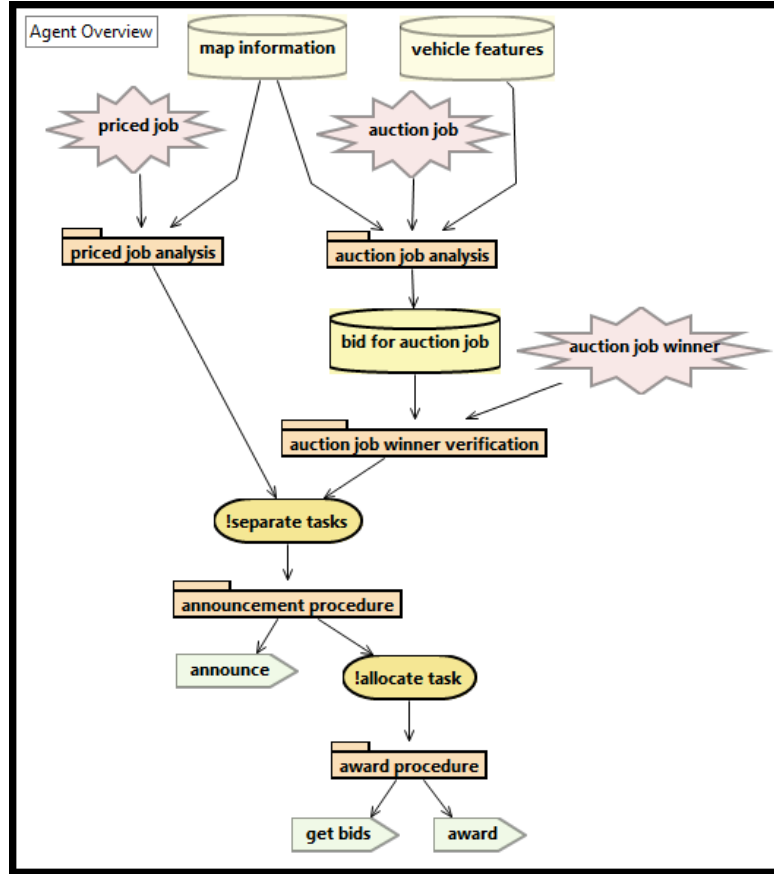 Agent Overview
map information
vehicle features
priced job
auction job
priced job analysis
auction job analysis
bid for auction job
auction job winner
auction job winner verification
!separate tasks
announcement procedure
announce
!allocate task
award procedure
get bids
award